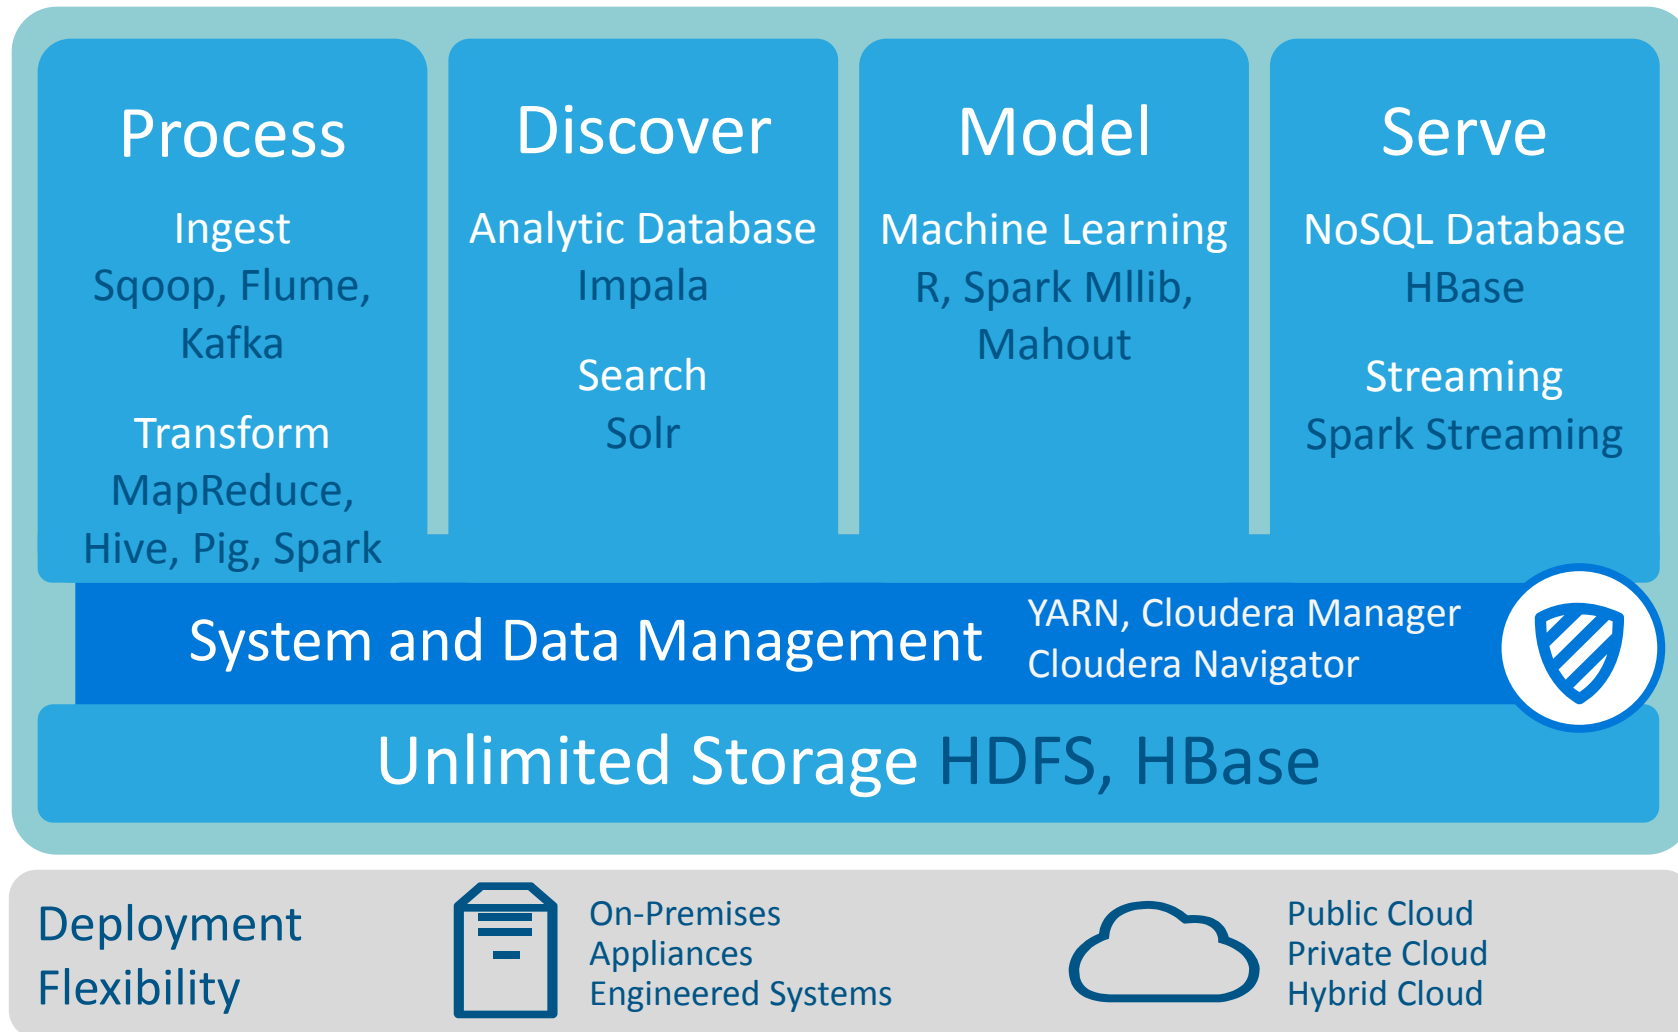 Process
Ingest
Sqoop, Flume,
Kafka
Transform
MapReduce,
Hive, Pig, Spark
Discover
Analytic Database
Impala
Search
Solr
Model
Machine Learning
R, Spark Mllib,
Mahout
Serve
NoSQL Database
HBase
Streaming
Spark Streaming
System and Data Management
YARN, Cloudera Manager
Cloudera Navigator
Unlimited Storage HDFS, HBase
Deployment
Flexibility
On-Premises
Appliances
Engineered Systems
Public Cloud
Private Cloud
Hybrid Cloud